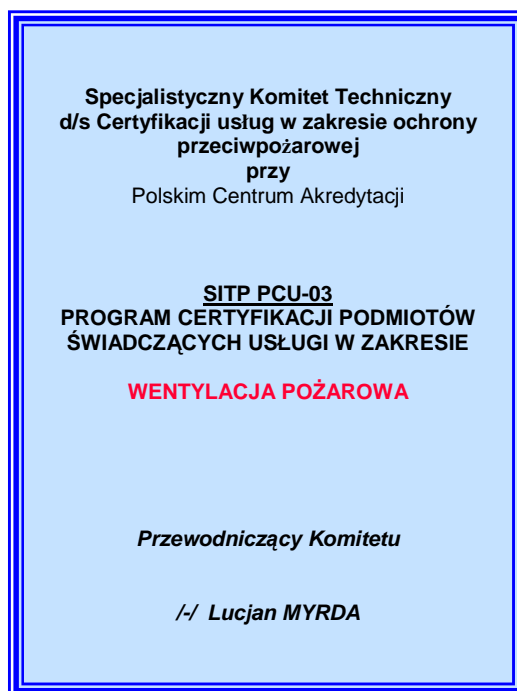 Specjalistyczny Komitet Techniczny
d/s Certyfikacji usług w zakresie ochrony
przeciwpożarowej
przy
Polskim Centrum Akredytacji
SITP PCU-03
PROGRAM CERTYFIKACJI PODMIOTÓW
ŚWIADCZĄCYCH USŁUGI W ZAKRESIE
WENTYLACJA POŻAROWA
Przewodniczący Komitetu
/-/ Lucjan MYRDA